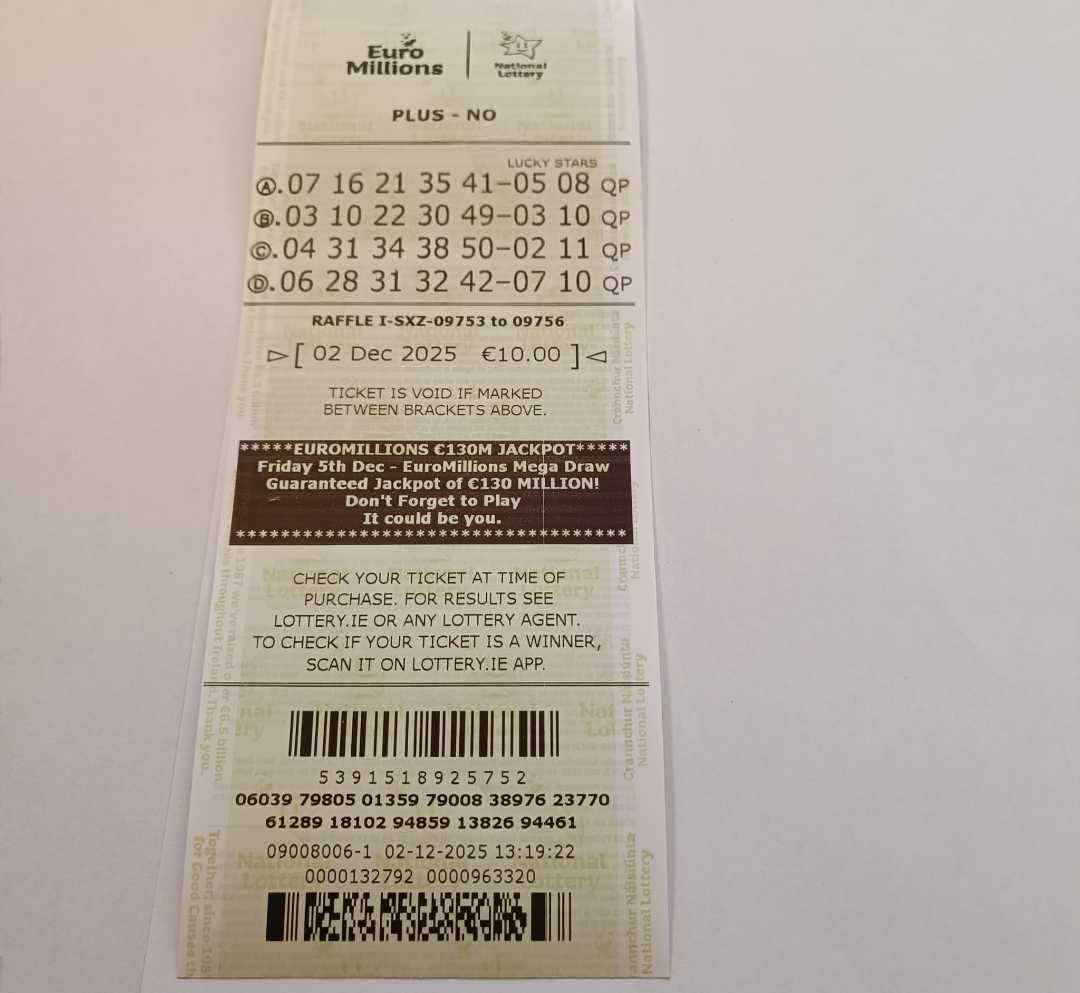 Euro
Millions
National
Lottery
PLUS - NO
LUCKY STARS
Ⓐ.07 16 21 35 41-05 08 QP
Ⓑ.03 10 22 30 49-03 10 QP
Ⓒ.04 31 34 38 50-02 11 QP
Ⓓ.06 28 31 32 42-07 10 QP
RAFFLE I-SXZ-09753 to 09756
▻[ 02 Dec 2025 €10.00 ]◅
TICKET IS VOID IF MARKED
BETWEEN BRACKETS ABOVE.
*****EUROMILLIONS €130M JACKPOT*****
Friday 5th Dec - EuroMillions Mega Draw
Guaranteed Jackpot of €130 MILLION!
Don't Forget to Play
It could be you.
************************************
CHECK YOUR TICKET AT TIME OF
PURCHASE. FOR RESULTS SEE
LOTTERY.IE OR ANY LOTTERY AGENT.
TO CHECK IF YOUR TICKET IS A WINNER,
SCAN IT ON LOTTERY.IE APP.
5391518925752
06039 79805 01359 79008 38976 23770
61289 18102 94859 13826 94461
09008006-1 02-12-2025 13:19:22
0000132792 0000963320
Crannchur Náisiúnta
National Lottery